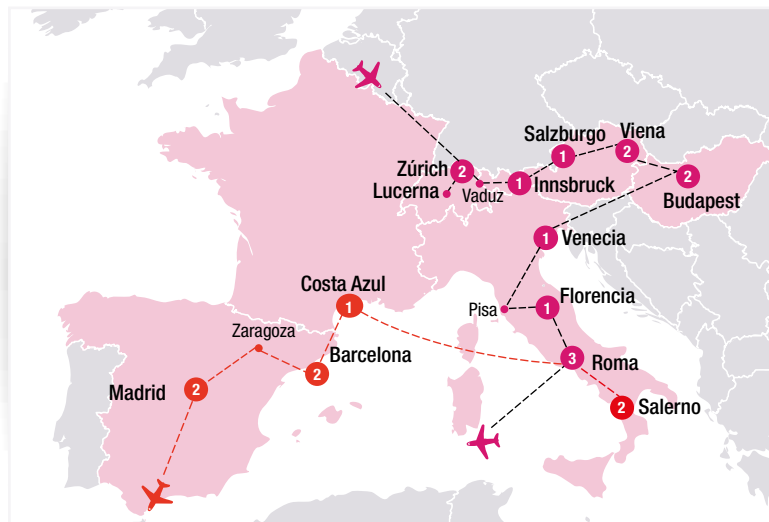 Salzburgo
1
Viena
2
Zúrich
2
Lucerna
Vaduz
1
Innsbruck
2
Budapest
1
Venecia
Costa Azul
1
Pisa
1
Florencia
Zaragoza
Barcelona
2
Madrid
2
3
Roma
2
Salerno